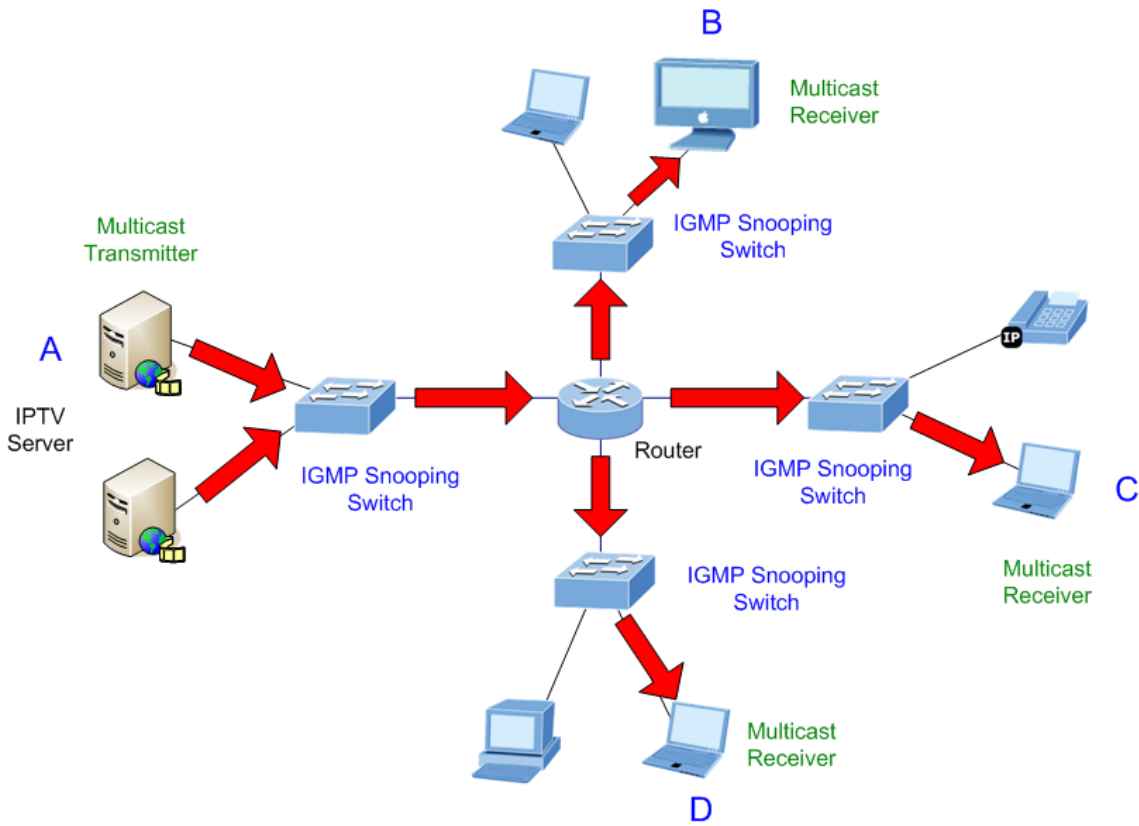 B
Multicast
Receiver
IGMP Snooping
Switch
Multicast
Transmitter
A
IPTV
Server
IGMP Snooping
Switch
Router
IP
IGMP Snooping
Switch
C
Multicast
Receiver
IGMP Snooping
Switch
Multicast
Receiver
D